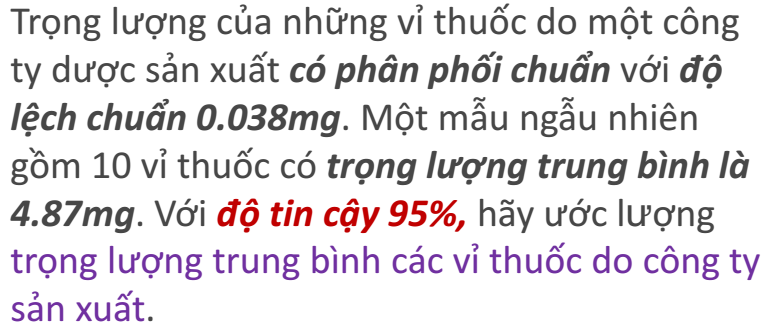 Trọng lượng của những vỉ thuốc do một công
ty dược sản xuất có phân phối chuẩn với độ
lệch chuẩn 0.038mg. Một mẫu ngẫu nhiên
gồm 10 vỉ thuốc có trọng lượng trung bình là
4.87mg. Với độ tin cậy 95%, hãy ước lượng
trọng lượng trung bình các vỉ thuốc do công ty
sản xuất.